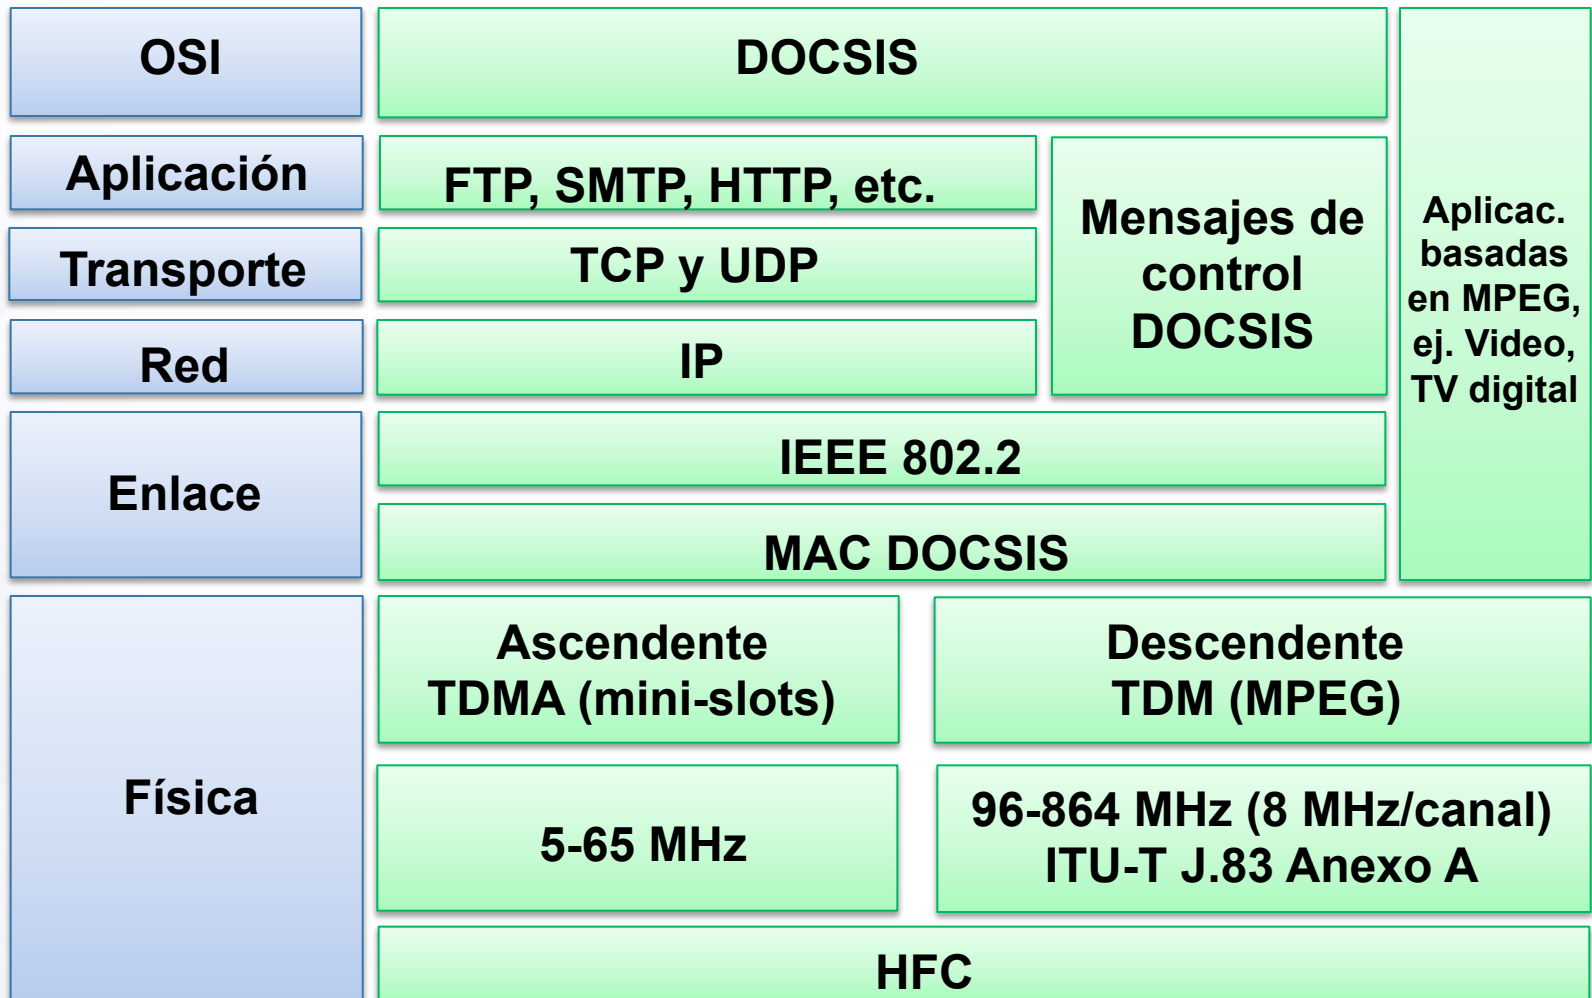 OSI
DOCSIS
Aplicación
FTP, SMTP, HTTP, etc.
Transporte
TCP y UDP
Red
IP
Mensajes de
control
DOCSIS
Aplicac.
basadas
en MPEG,
ej. Video,
TV digital
Enlace
IEEE 802.2
MAC DOCSIS
Física
Ascendente
TDMA (mini-slots)
Descendente
TDM (MPEG)
5-65 MHz
96-864 MHz (8 MHz/canal)
ITU-T J.83 Anexo A
HFC